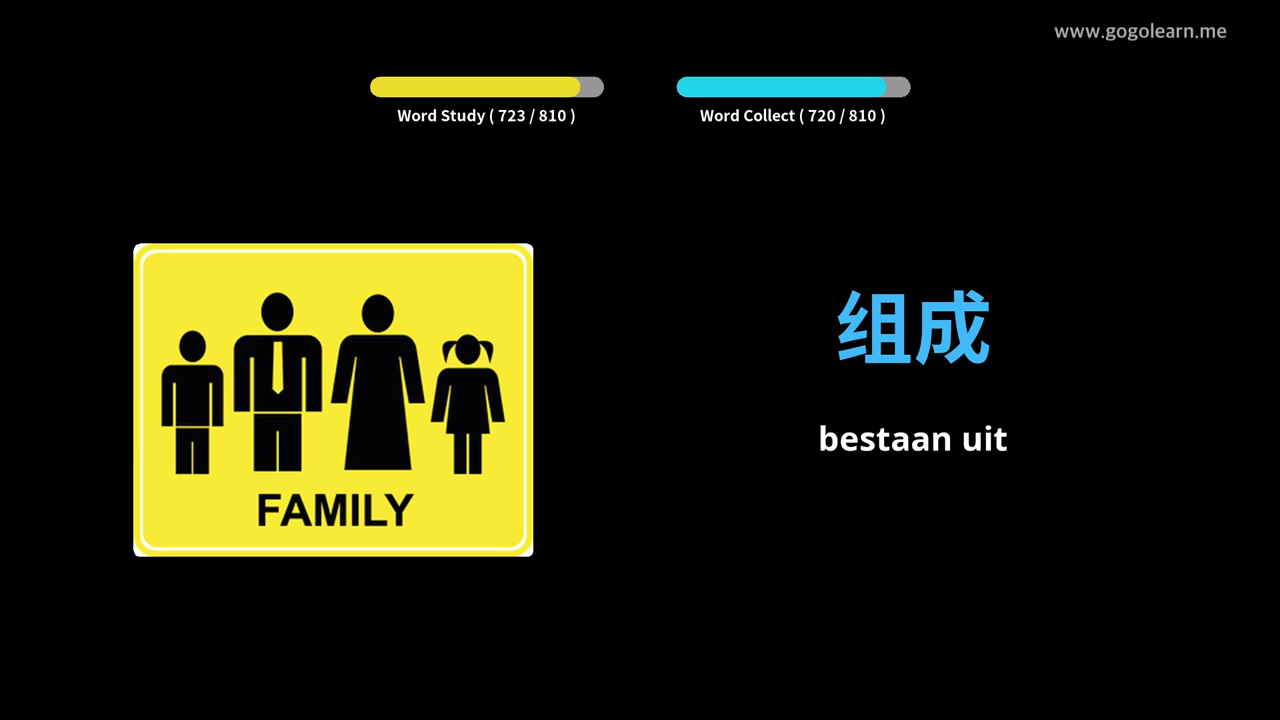 www.gogolearn.me
Word Study ( 723 / 810 )
Word Collect ( 720 / 810 )
组成
bestaan uit
FAMILY